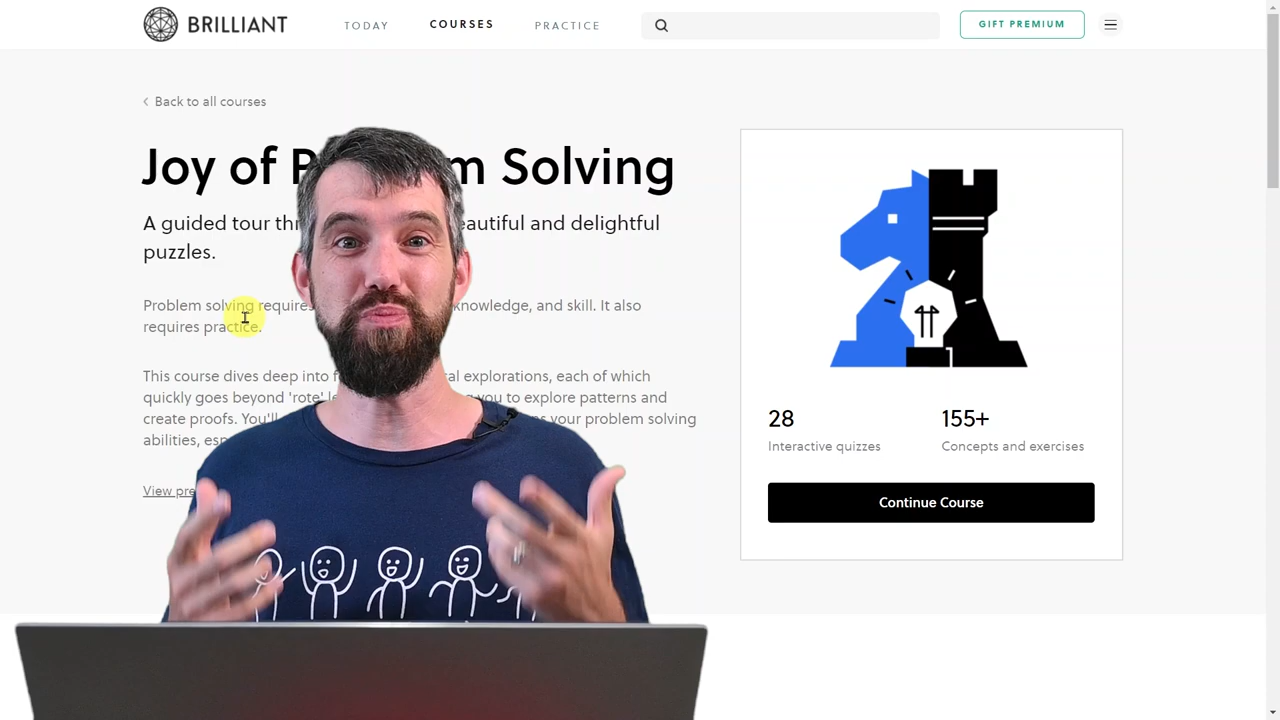 BRILLIANT
TODAY
COURSES
PRACTICE
GIFT PREMIUM
Back to all courses
Joy of P m Solving
A guided tour thr eautiful and delightful
puzzles.
Problem solving requires knowledge, and skill. It also
requires practice.
This course dives deep into f al explorations, each of which
quickly goes beyond 'rote' le you to explore patterns and
create proofs. You'll s your problem solving
abilities, esp
View pre
28
Interactive quizzes
155+
Concepts and exercises
Continue Course